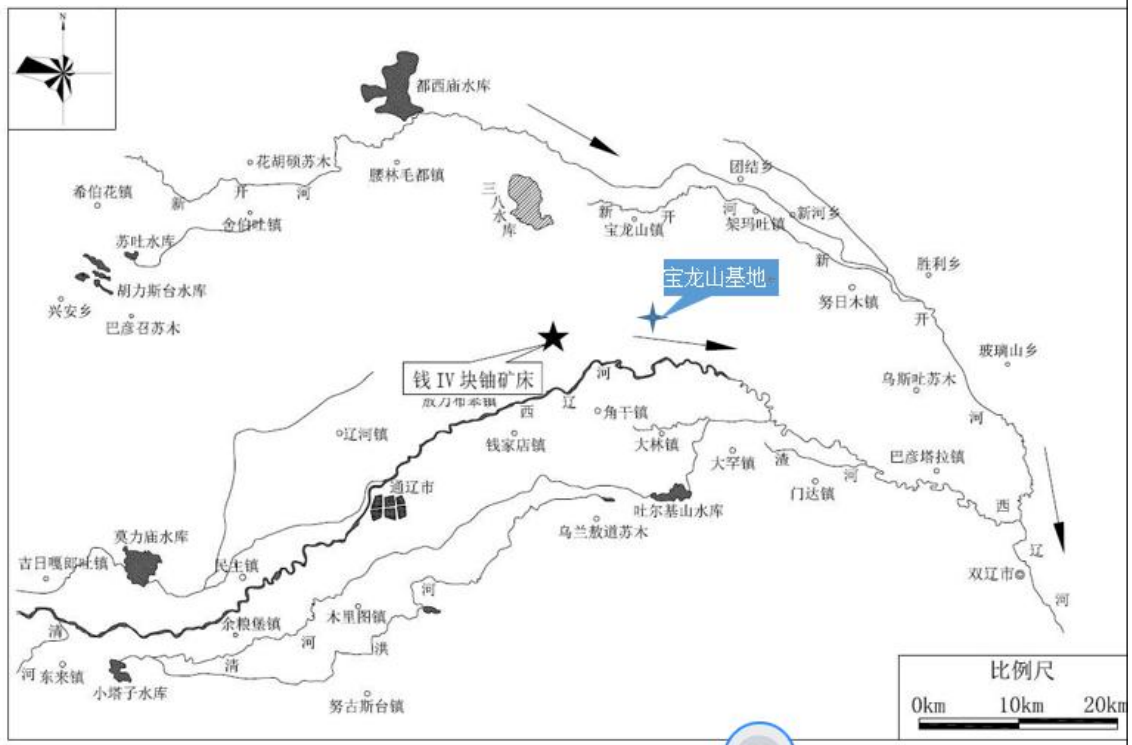 N
都西庙水库
团结乡
花胡硕苏木
腰林毛都镇
希伯花镇
新
开
河
三八水库
新
开
河
宝龙山镇
架玛吐镇
新河乡
舍伯吐镇
苏吐水库
新
胜利乡
宝龙山基地
胡力斯台水库
兴安乡
巴彦召苏木
努日木镇
开
玻璃山乡
钱IV块铀矿床
河
乌斯吐苏木
西
辽
角干镇
河
辽河镇
钱家店镇
大林镇
大罕镇
渣
河
巴彦塔拉镇
通辽市
门达镇
吐尔基山水库
西
乌兰敖道苏木
莫力庙水库
辽
吉日嘎郎吐镇
民主镇
双辽市
河
河
木里图镇
余粮堡镇
清
河
洪
清
河
东来镇
小塔子水库
努古斯台镇
比例尺
0km 10km 20km